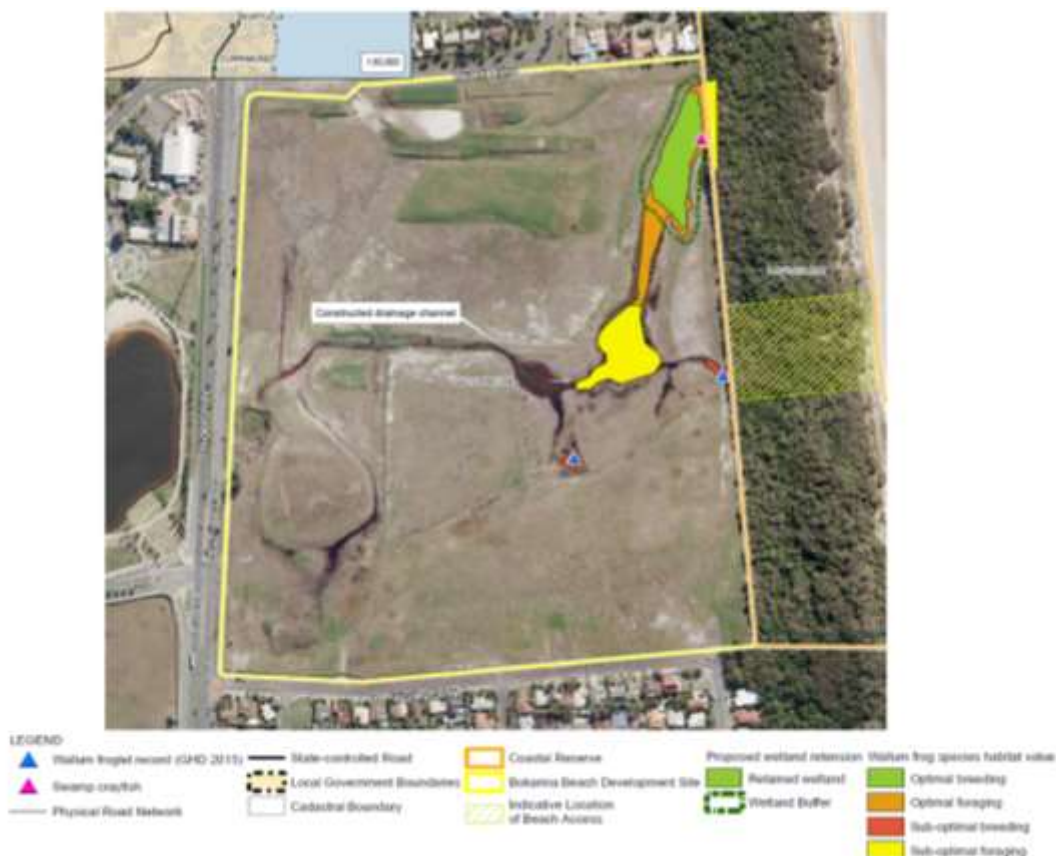 Constructed drainage channel
LEGEND
Wallum froglet record (GHD 2015)
Swamp crayfish
Physical Road Network
State-controlled Road
Local Government Boundaries
Cadastral Boundary
Coastal Reserve
Bokarina Beach Development Site
Indicative Location
of Beach Access
Proposed wetland retension
Retained wetland
Wetland Buffer
Wallum frog species habitat value
Optimal breeding
Optimal foraging
Sub-optimal breeding
Sub-optimal foraging